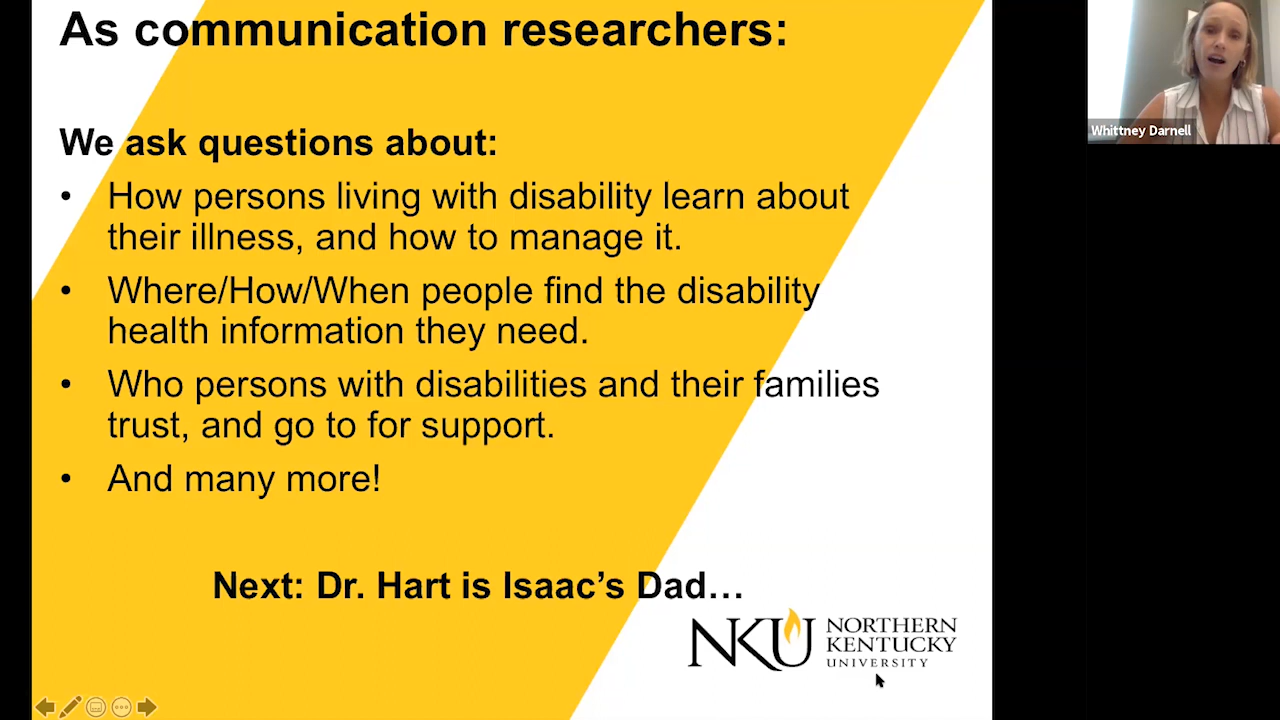 As communication researchers:
We ask questions about:
• How persons living with disability learn about
their illness, and how to manage it.
• Where/How/When people find the disability
health information they need.
• Who persons with disabilities and their families
trust, and go to for support.
• And many more!
Next: Dr. Hart is Isaac’s Dad…
NKU NORTHERN
KENTUCKY
UNIVERSITY
Whittney Darnell